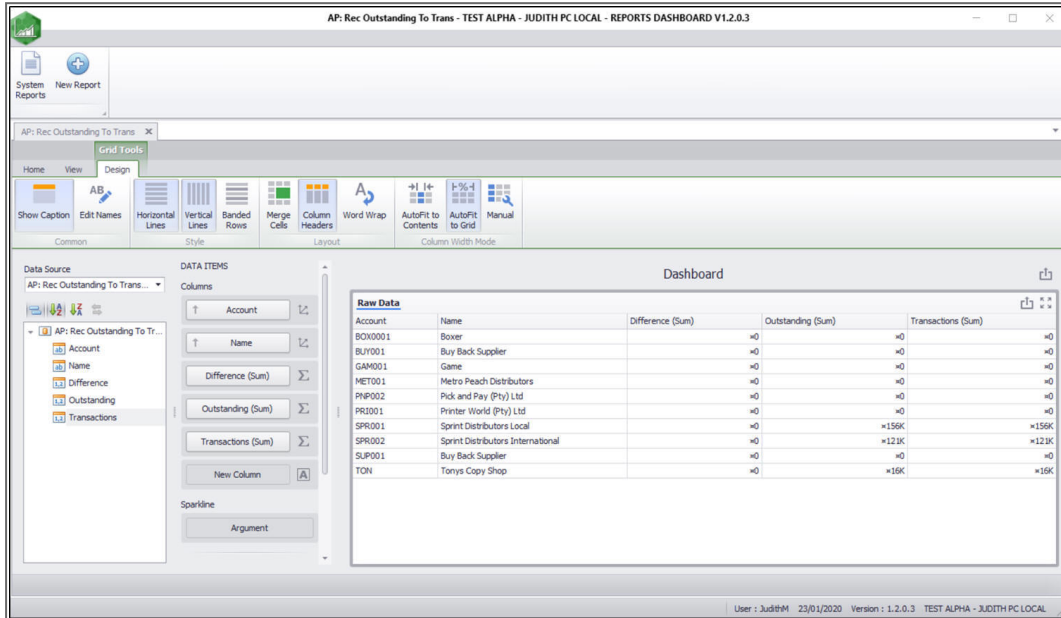 AP: Rec Outstanding To Trans - TEST ALPHA - JUDITH PC LOCAL - REPORTS DASHBOARD V1.2.0.3
System Reports New Report
AP: Rec Outstanding To Trans
Grid Tools
Home View Design
Show Caption Edit Names Horizontal Lines Vertical Lines Banded Rows Merge Cells Column Headers Word Wrap AutoFit to Contents AutoFit to Grid Manual
Common Style Layout Column Width Mode
Data Source
AP: Rec Outstanding To Trans...
AP: Rec Outstanding To Tr...
Account
Name
Difference
Outstanding
Transactions
DATA ITEMS
Columns
Account
Name
Difference (Sum)
Outstanding (Sum)
Transactions (Sum)
New Column
Sparkline
Argument
Dashboard
Raw Data
Account Name Difference (Sum) Outstanding (Sum) Transactions (Sum)
BOX0001 Boxer ¤0 ¤0 ¤0
BUY001 Buy Back Supplier ¤0 ¤0 ¤0
GAM001 Game ¤0 ¤0 ¤0
MET001 Metro Peach Distributors ¤0 ¤0 ¤0
PNP002 Pick and Pay (Pty) Ltd ¤0 ¤0 ¤0
PRI001 Printer World (Pty) Ltd ¤0 ¤0 ¤0
SPR001 Sprint Distributors Local ¤0 ¤156K ¤156K
SPR002 Sprint Distributors International ¤0 ¤121K ¤121K
SUP001 Buy Back Supplier ¤0 ¤0 ¤0
TON Tonys Copy Shop ¤0 ¤16K ¤16K
User : JudithM 23/01/2020 Version : 1.2.0.3 TEST ALPHA - JUDITH PC LOCAL